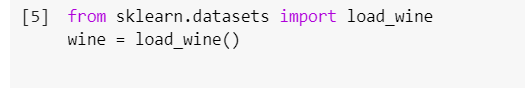 [5] from sklearn.datasets import load_wine
wine = load_wine()